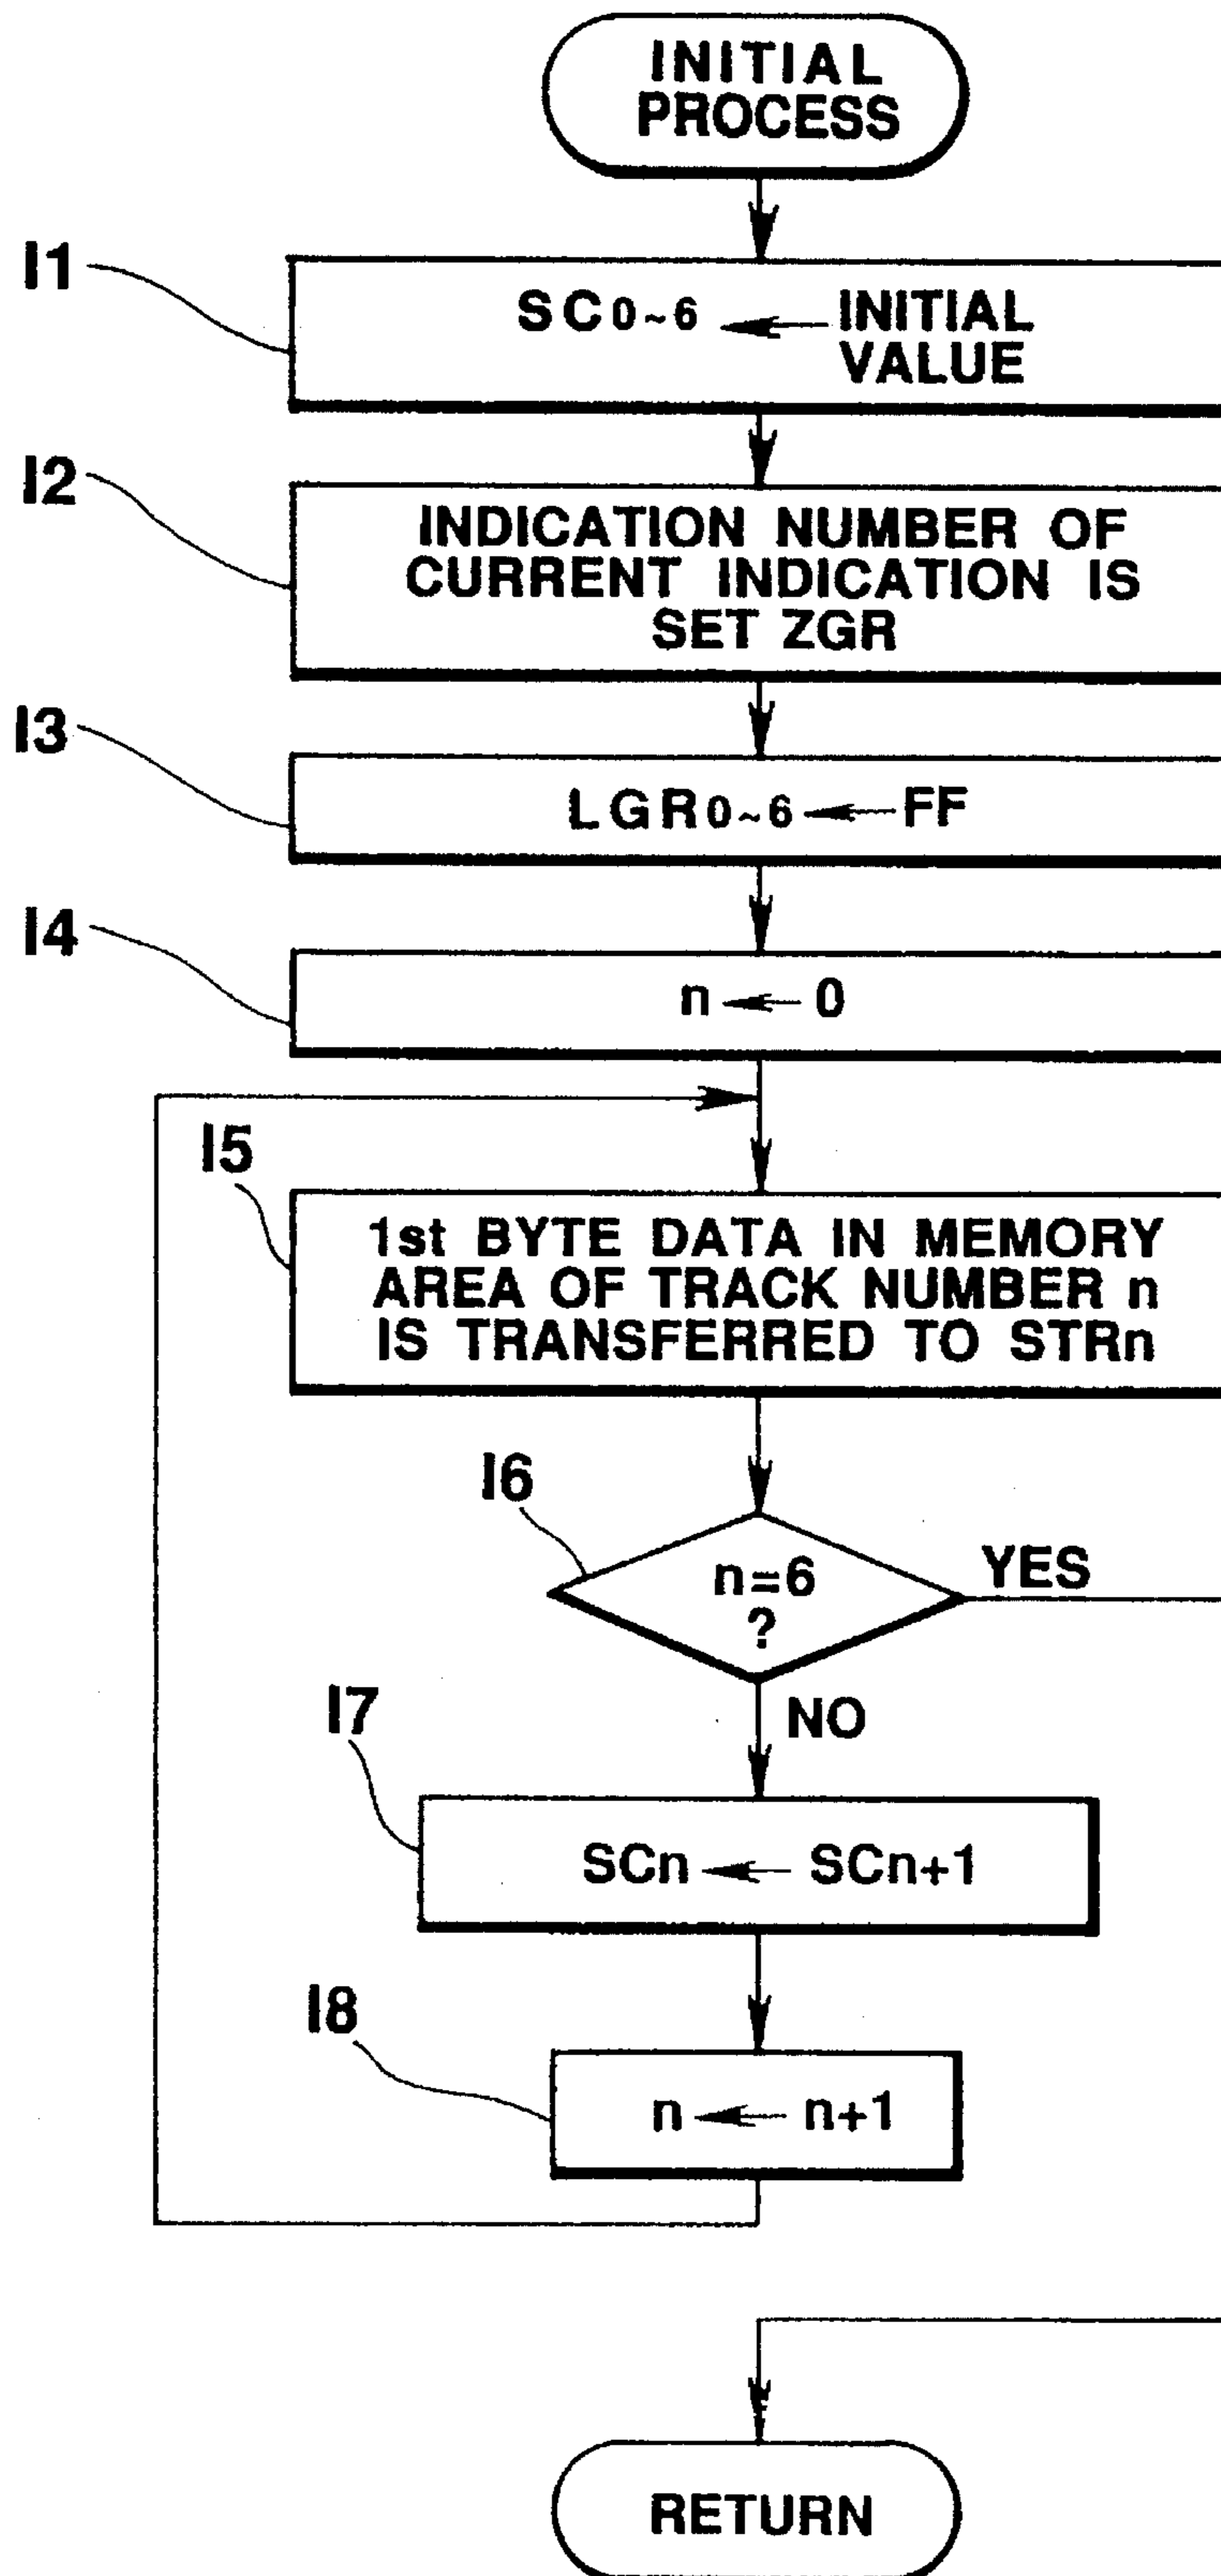 INITIAL
PROCESS
I1
SC0~6 ← INITIAL
VALUE
I2
INDICATION NUMBER OF
CURRENT INDICATION IS
SET ZGR
I3
LGR0~6 ← FF
I4
n ← 0
I5
1st BYTE DATA IN MEMORY
AREA OF TRACK NUMBER n
IS TRANSFERRED TO STRn
I6
n=6
?
YES
NO
I7
SCn ← SCn+1
I8
n ← n+1
RETURN